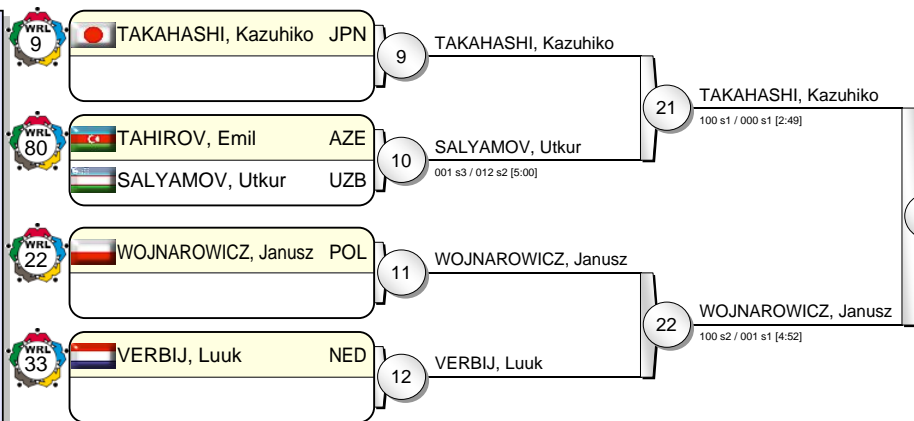 WRL
9
TAKAHASHI, Kazuhiko JPN
9
TAKAHASHI, Kazuhiko
21
TAKAHASHI, Kazuhiko
100 s1 / 000 s1 [2:49]
WRL
80
TAHIROV, Emil AZE
SALYAMOV, Utkur UZB
10
SALYAMOV, Utkur
001 s3 / 012 s2 [5:00]
WRL
22
WOJNAROWICZ, Janusz POL
11
WOJNAROWICZ, Janusz
22
WOJNAROWICZ, Janusz
100 s2 / 001 s1 [4:52]
WRL
33
VERBIJ, Luuk NED
12
VERBIJ, Luuk